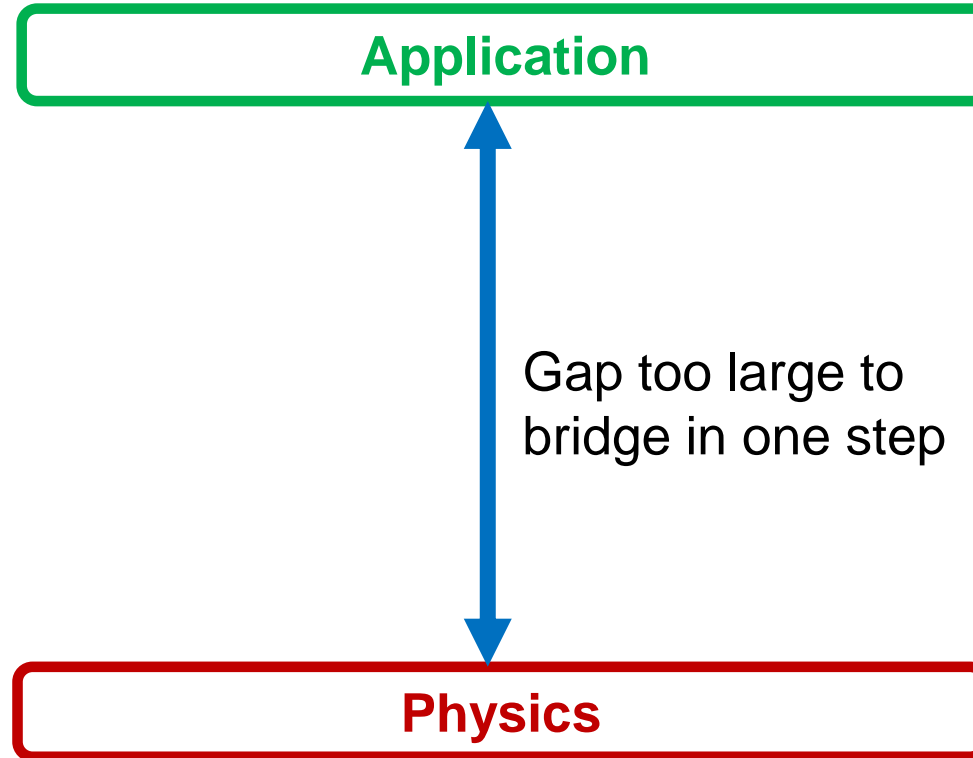 Application
Gap too large to
bridge in one step
Physics